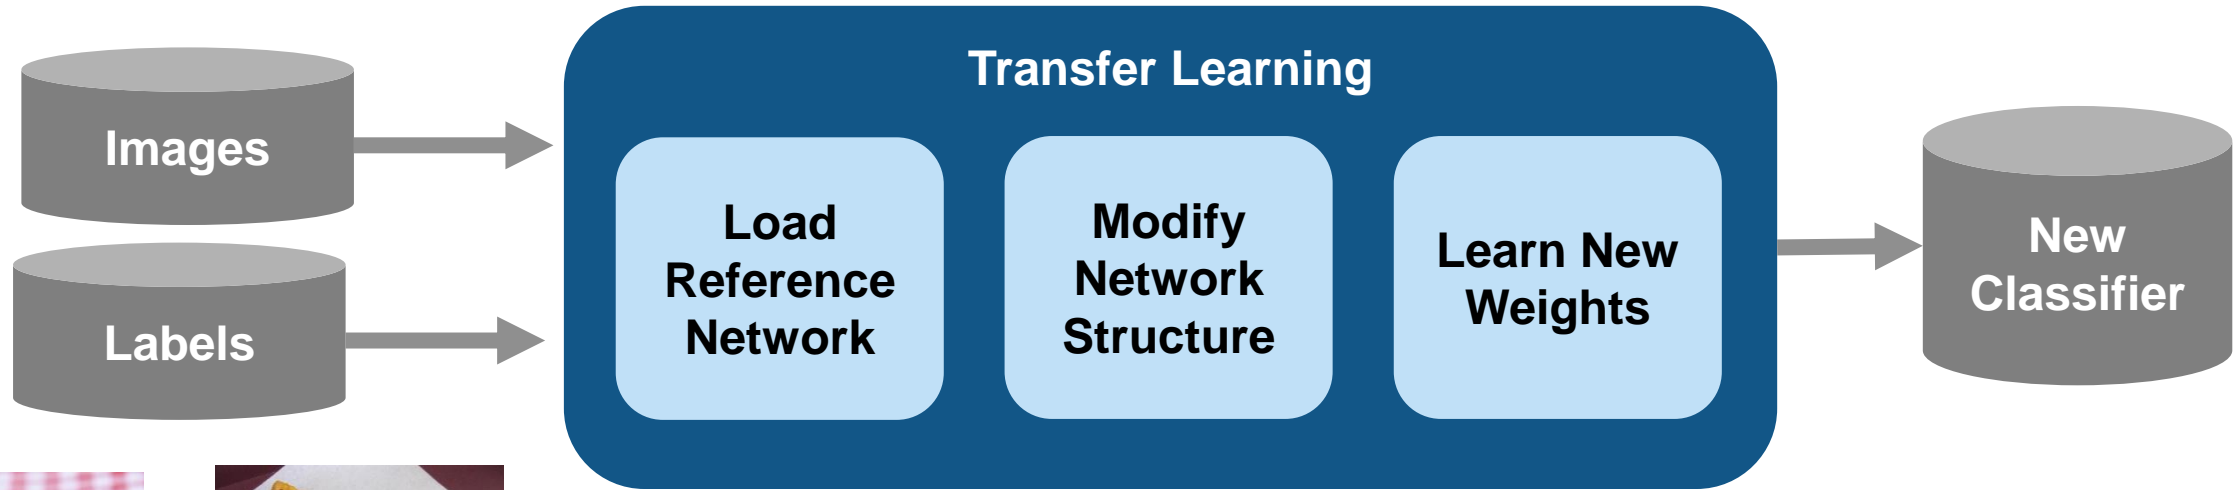 Transfer Learning
Images
Labels
Load
Reference
Network
Modify
Network
Structure
Learn New
Weights
New
Classifier